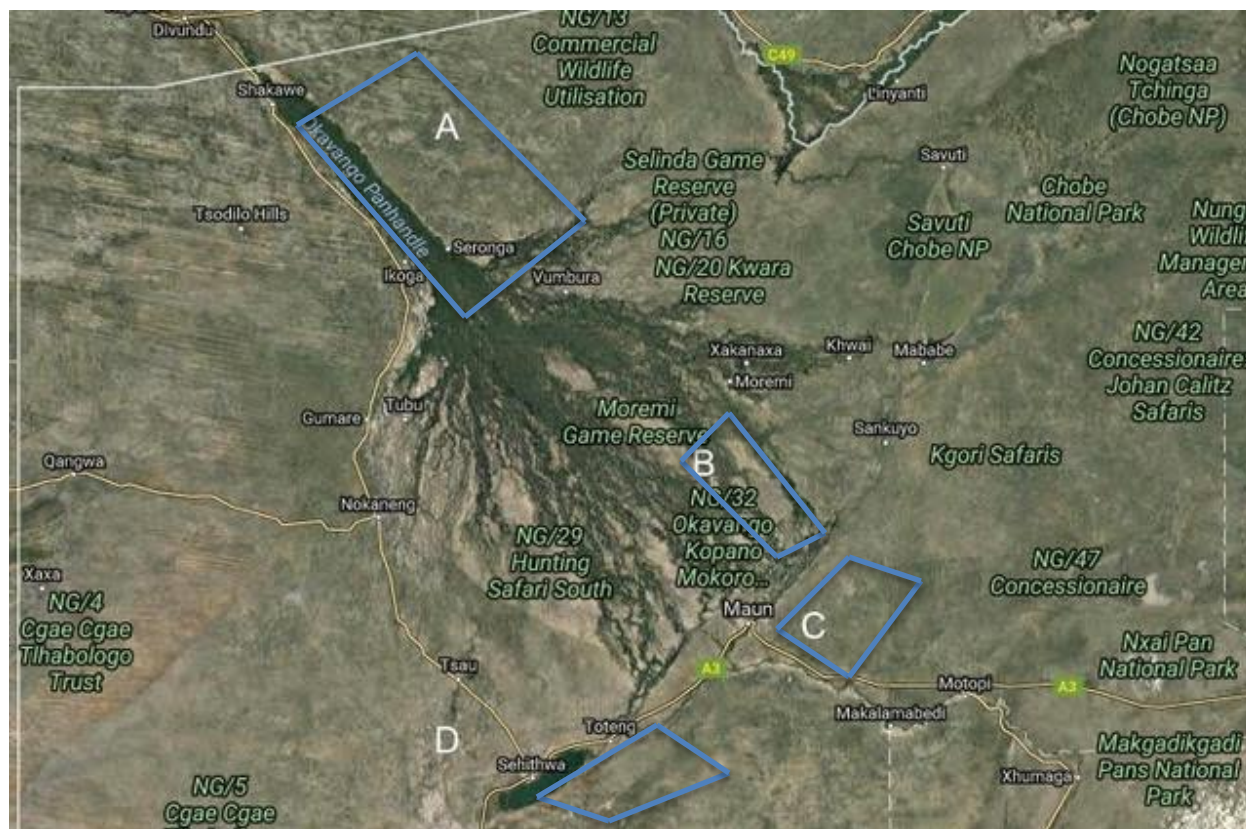 Divundu
NG/13
Commercial
Wildlife
Utilisation
C49
Linyanti
Nogatsaa
Tchinga
(Chobe NP)
Shakawe
A
Okavango Panhandle
Selinda Game
Reserve
(Private)
NG/16
NG/20 Kwara
Reserve
Savuti
Chobe
National Park
Savuti
Chobe NP
Nung
Wildli
Manager
Area
Tsodilo Hills
Seronga
Ikoga
Vumbura
NG/42
Concessionaire
Johan Calitz
Safaris
Xakanaxa
Khwai
Mababe
Moremi
Gumare
Tubu
Moremi
Game Reserve
Sankuyo
Kgori Safaris
Qangwa
B
NG/32
Okavango
Kopano
Mokoro...
Nokaneng
NG/29
Hunting
Safari South
NG/47
Concessionaire
Xaxa
NG/4
Cgae Cgae
Tlhabologo
Trust
Maun
C
Nxai Pan
National Park
Tsau
A3
Motopi
A3
Makalamabedi
Toteng
D
Sehithwa
Makgadikgadi
Pans National
Park
Xhumaga
NG/5
Cgae Cgae